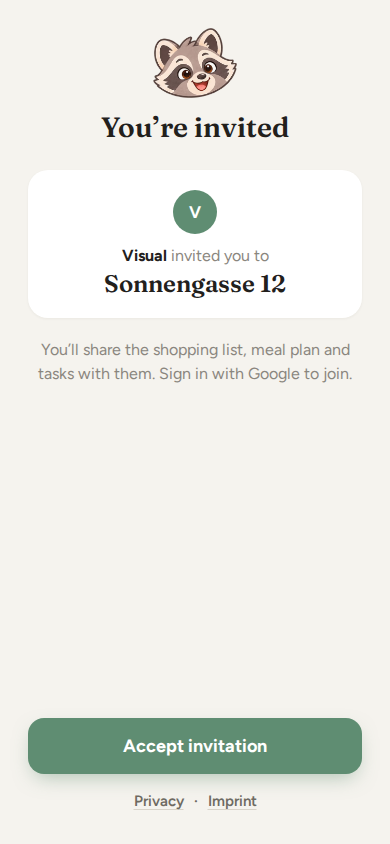 You’re invited
V
Visual invited you to
Sonnengasse 12
You’ll share the shopping list, meal plan and
tasks with them. Sign in with Google to join.
Accept invitation
Privacy · Imprint